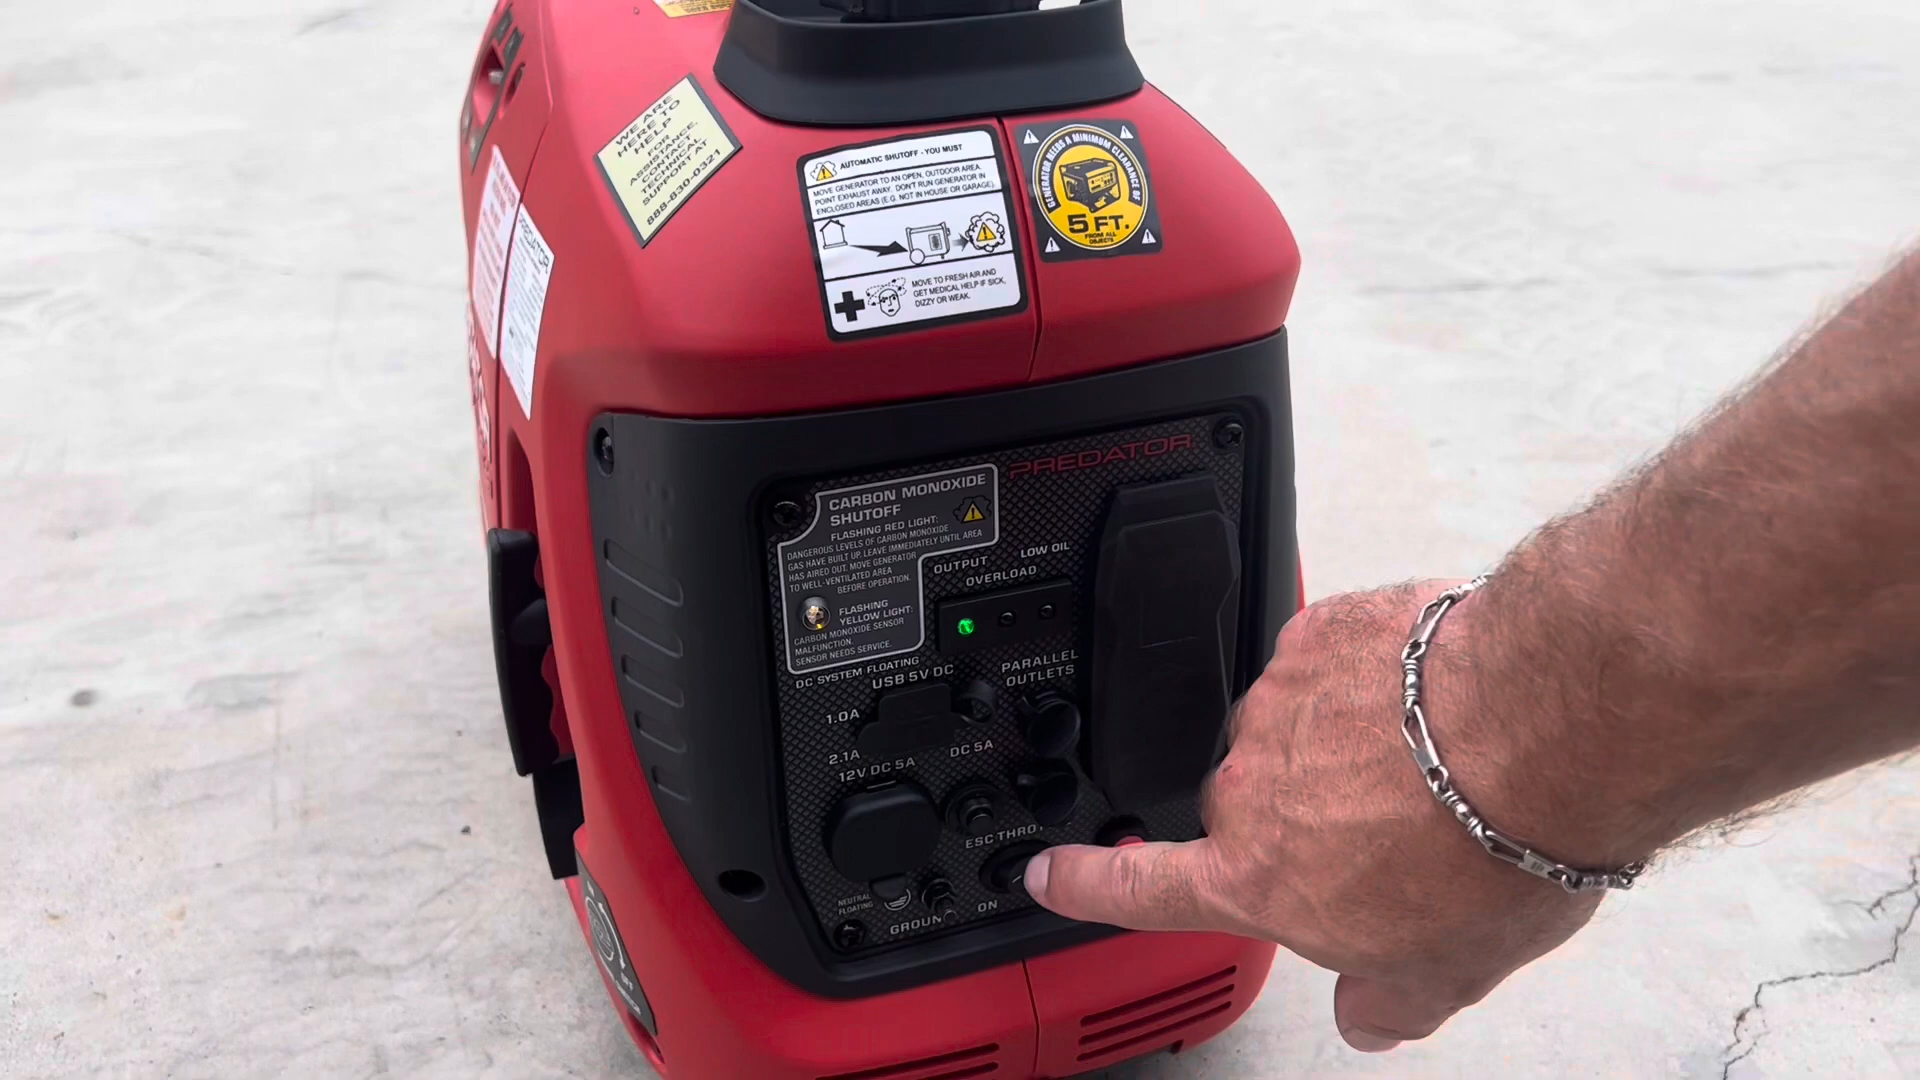 WE ARE
HERE TO
HELP
FOR
ASSISTANCE,
CONTACT
TECHNICAL
SUPPORT AT
888-830-0321
AUTOMATIC SHUTOFF - YOU MUST
MOVE GENERATOR TO AN OPEN, OUTDOOR AREA.
POINT EXHAUST AWAY. DON'T RUN GENERATOR IN
ENCLOSED AREAS (E.G. NOT IN HOUSE OR GARAGE).
MOVE TO FRESH AIR AND
GET MEDICAL HELP IF SICK,
DIZZY OR WEAK.
GENERATOR NEEDS A MINIMUM CLEARANCE OF
5 FT.
FROM ALL
OBJECTS
PREDATOR
PREDATOR
CARBON MONOXIDE
SHUTOFF
FLASHING RED LIGHT:
DANGEROUS LEVELS OF CARBON MONOXIDE
GAS HAVE BUILT UP. LEAVE IMMEDIATELY UNTIL AREA
HAS AIRED OUT. MOVE GENERATOR
TO WELL-VENTILATED AREA
BEFORE OPERATION.
FLASHING
YELLOW LIGHT:
CARBON MONOXIDE SENSOR
MALFUNCTION.
SENSOR NEEDS SERVICE.
OUTPUT
OVERLOAD
LOW OIL
DC SYSTEM FLOATING
USB 5V DC
1.0A
2.1A
PARALLEL
OUTLETS
DC 5A
12V DC 5A
ESC THRO
NEUTRAL
FLOATING
GROUN
ON
OFF